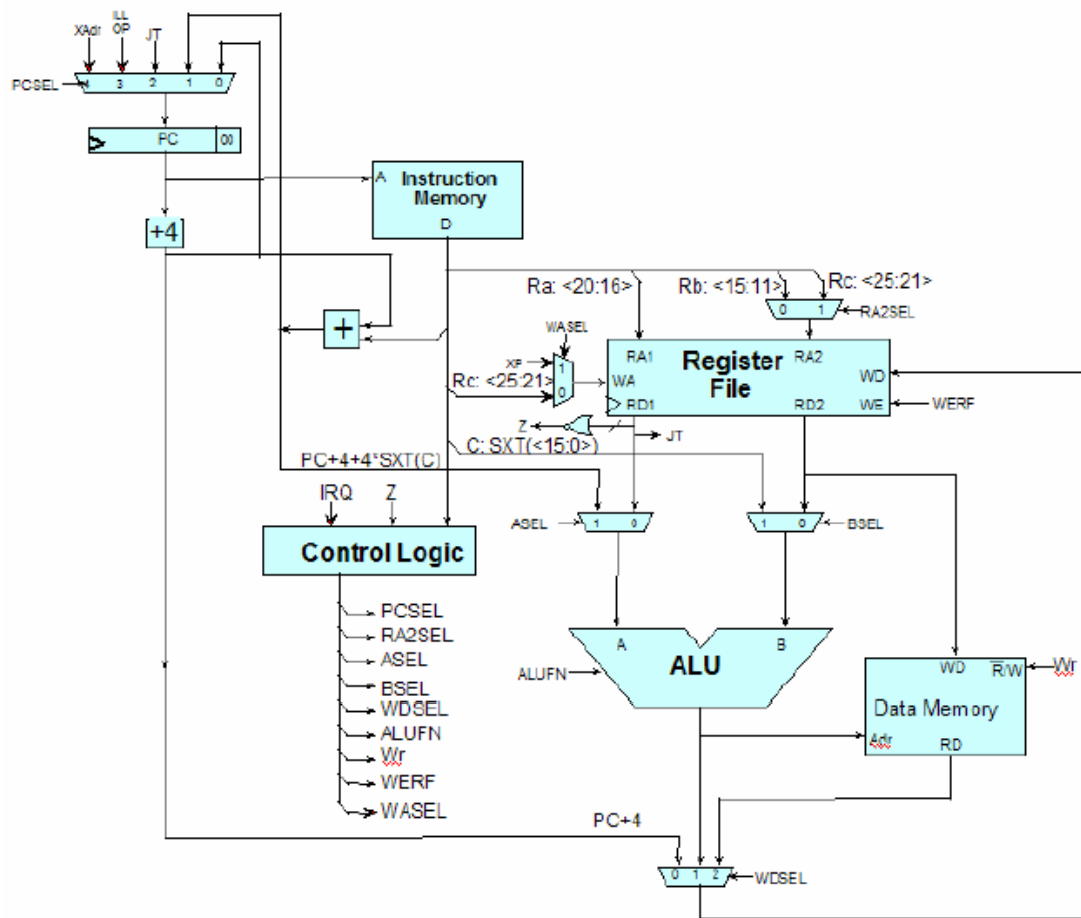 XAdr
ILL
OP
JT
PCSEL
4 3 2 1 0
PC
00
+4
A
Instruction
Memory
D
Ra: <20:16>
Rb: <15:11>
Rc: <25:21>
0 1
RA2SEL
+
WASEL
XP
1
0
Rc: <25:21>
RA1
RA2
Register
File
WA
WD
RD1
RD2
WE
WERF
Z
JT
C: SXT(<15:0>)
PC+4+4*SXT(C)
IRQ
Z
ASEL
1 0
1 0
BSEL
Control Logic
PCSEL
RA2SEL
ASEL
BSEL
WDSEL
ALUFN
Wr
WERF
WASEL
A
B
ALU
ALUFN
WD
R/W
Wr
Data Memory
Adr
RD
PC+4
0 1 2
WDSEL